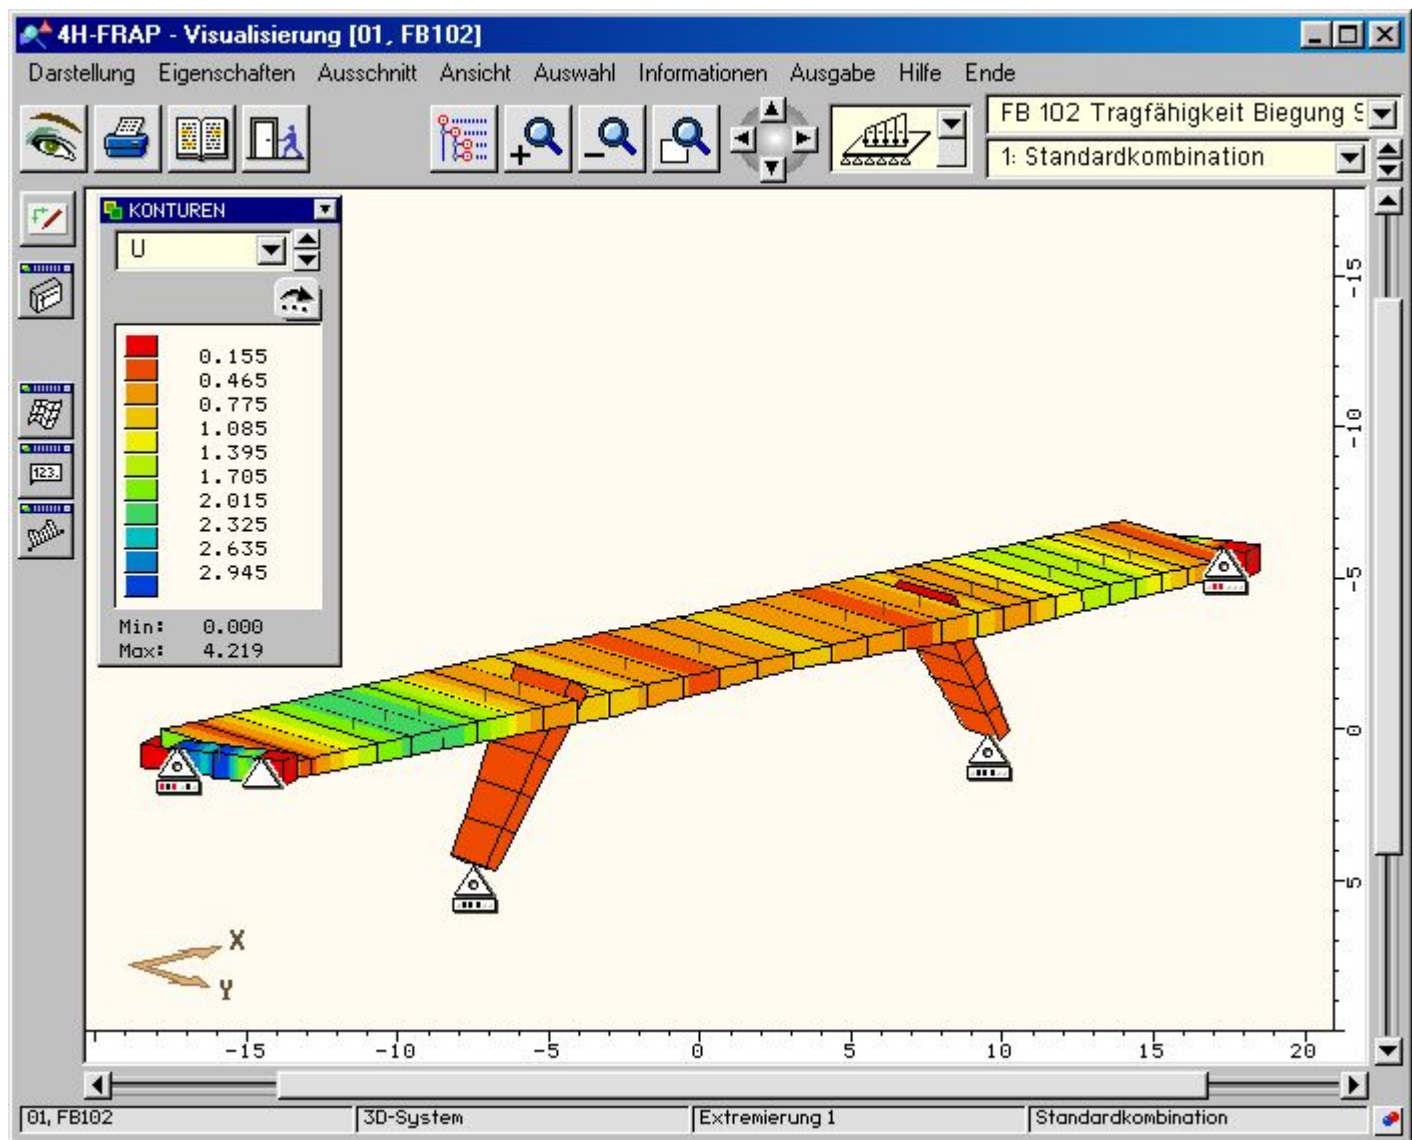 4H-FRAP - Visualisierung [01, FB102]
Darstellung Eigenschaften Ausschnitt Ansicht Auswahl Informationen Ausgabe Hilfe Ende
FB 102 Tragfähigkeit Biegung S
1: Standardkombination
KONTUREN
U
0.155
0.465
0.775
1.085
1.395
1.705
2.015
2.325
2.635
2.945
Min: 0.000
Max: 4.219
123.
-15
-10
-5
0
5
X
Y
-15 -10 -5 0 5 10 15 20
01, FB102 3D-System Extremierung 1 Standardkombination